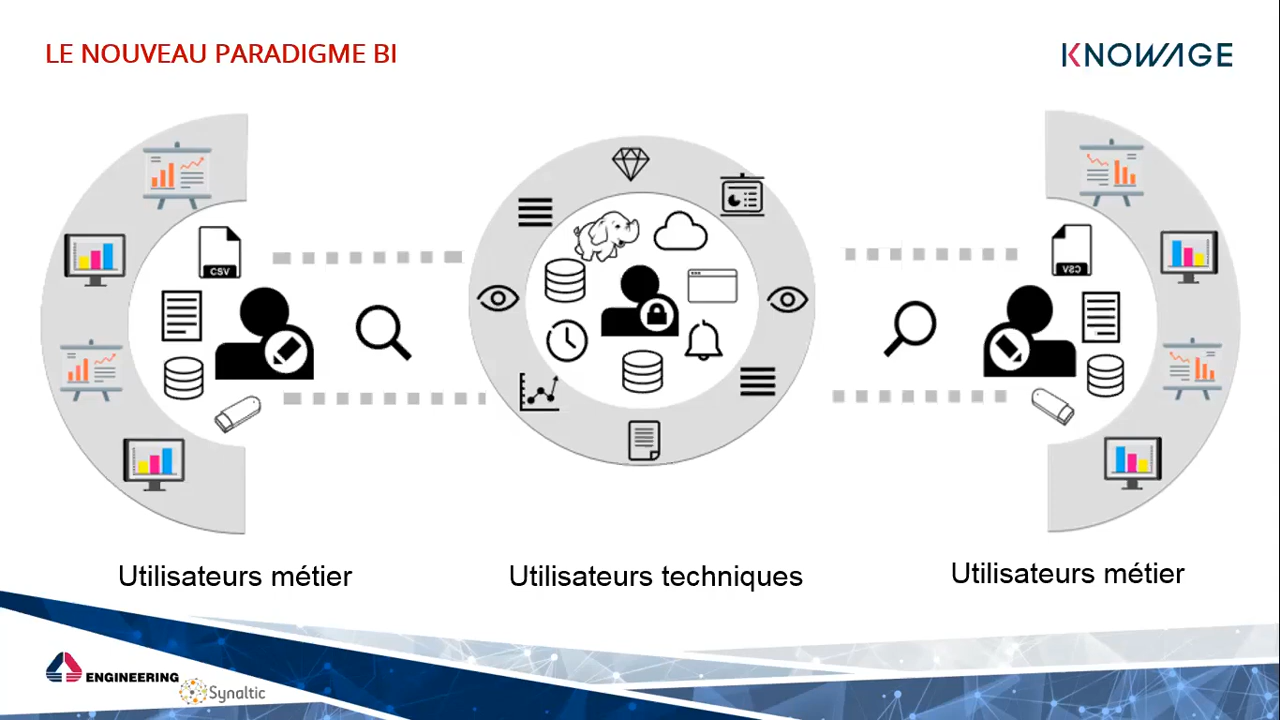 LE NOUVEAU PARADIGME BI
KNOWAGE
CSV
CSV
Utilisateurs métier
Utilisateurs techniques
Utilisateurs métier
ENGINEERING
Synaltic